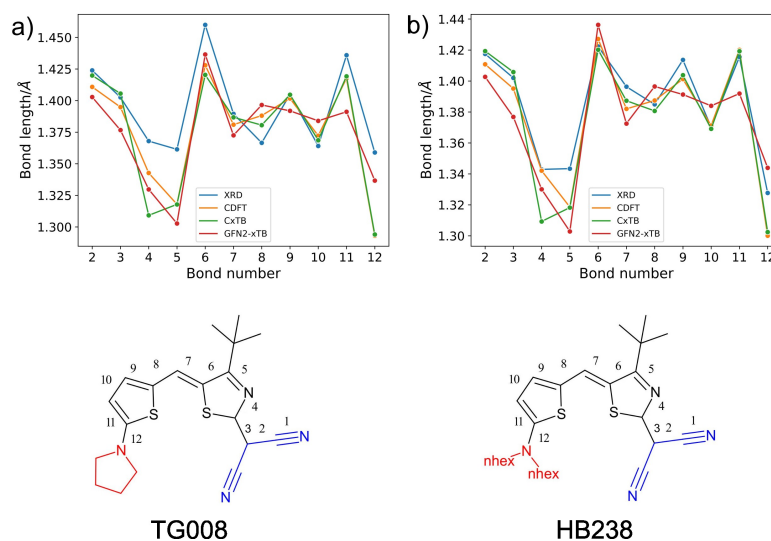 a)
Bond length/Å
1.450
1.425
1.400
1.375
1.350
1.325
1.300
XRD
CDFT
CxTB
GFN2-xTB
2 3 4 5 6 7 8 9 10 11 12
Bond number
b)
Bond length/Å
1.44
1.42
1.40
1.38
1.36
1.34
1.32
1.30
XRD
CDFT
CxTB
GFN2-xTB
2 3 4 5 6 7 8 9 10 11 12
Bond number
7
9 8 6 5
10
S N
S 4
11 1
12 3 2 N
N
N
TG008
7
9 8 6 5
10
S N
S 4
11 1
12 3 2 N
nhex N
nhex
N
HB238